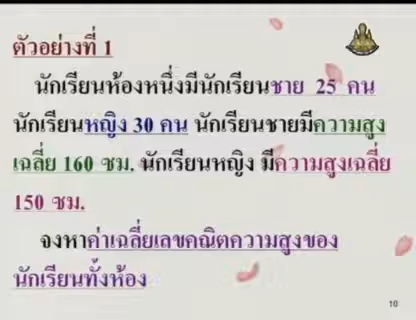 ตัวอย่างที่ 1
นักเรียนห้องหนึ่งมีนักเรียนชาย 25 คน
นักเรียนหญิง 30 คน นักเรียนชายมีความสูง
เฉลี่ย 160 ซม. นักเรียนหญิง มีความสูงเฉลี่ย
150 ซม.
จงหาค่าเฉลี่ยเลขคณิตความสูงของ
นักเรียนทั้งห้อง
10